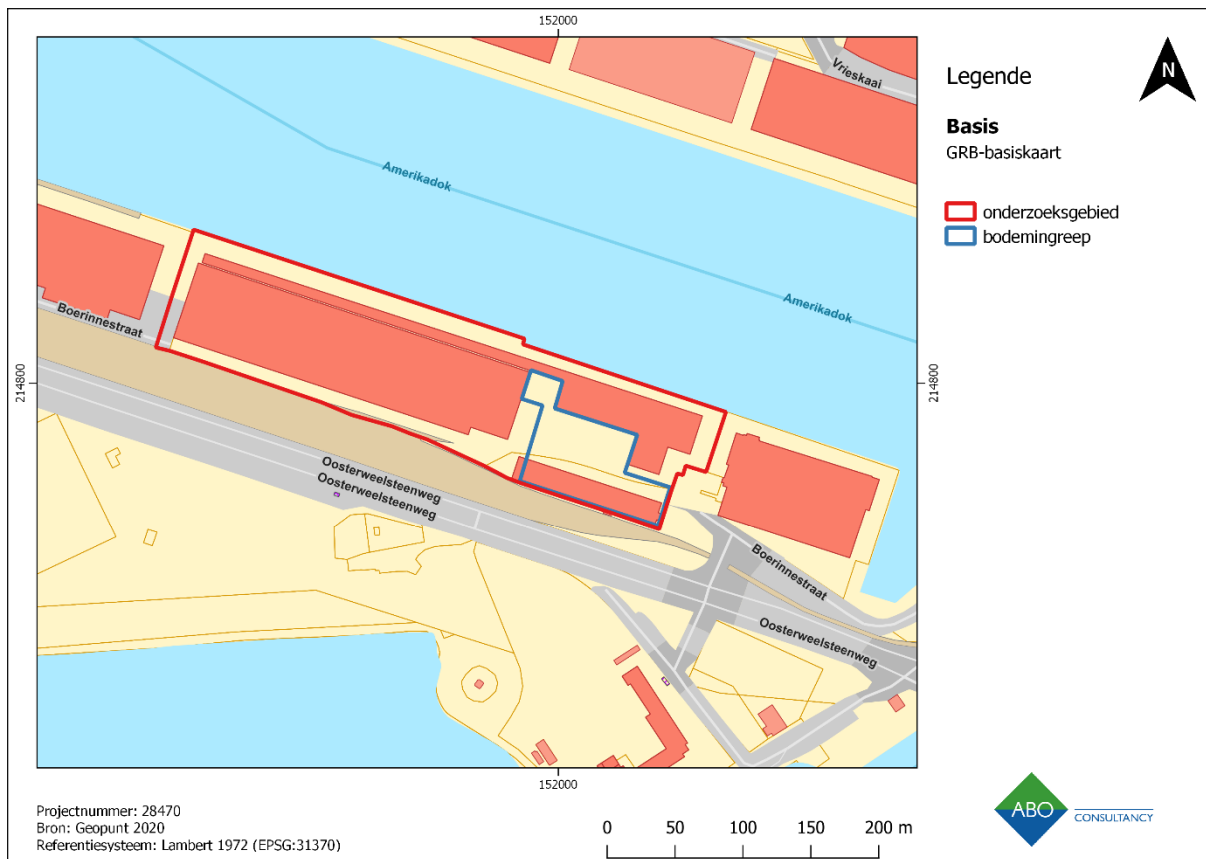 152000
Vrieskaai
Amerikadok
Amerikadok
Boerinnestraat
214800
214800
Oosterweelsteenweg
Oosterweelsteenweg
Boerinnestraat
Oosterweelsteenweg
152000
Legende
N
Basis
GRB-basiskaart
onderzoeksgebied
bodemingreep
Projectnummer: 28470
Bron: Geopunt 2020
Referentiesysteem: Lambert 1972 (EPSG:31370)
0 50 100 150 200 m
ABO
CONSULTANCY